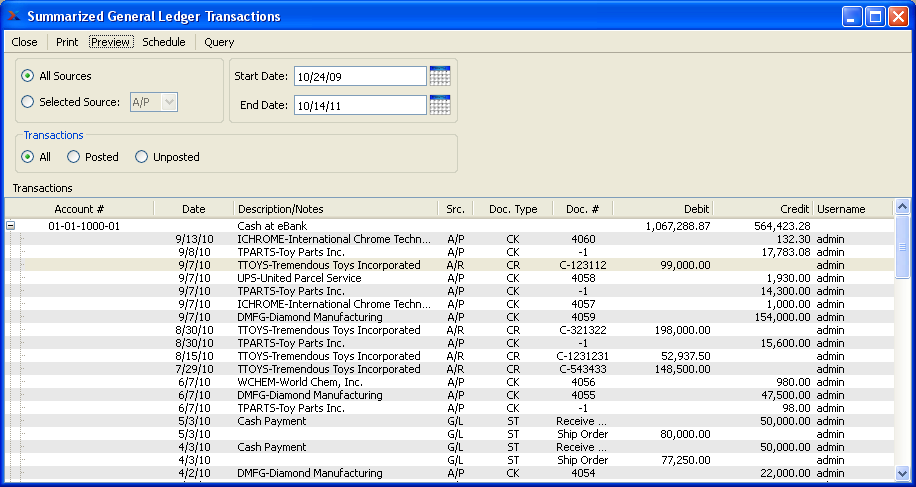 Summarized General Ledger Transactions
Close Print Preview Schedule Query
All Sources
Selected Source: A/P
Start Date: 10/24/09
End Date: 10/14/11
Transactions
All Posted Unposted
Transactions
Account # Date Description/Notes Src. Doc. Type Doc. # Debit Credit Username
01-01-1000-01 Cash at eBank 1,067,288.87 564,423.28
9/13/10 ICHROME-International Chrome Techn... A/P CK 4060 132.30 admin
9/8/10 TPARTS-Toy Parts Inc. A/P CK -1 17,783.08 admin
9/7/10 TTOYS-Tremendous Toys Incorporated A/R CR C-123112 99,000.00 admin
9/7/10 UPS-United Parcel Service A/P CK 4058 1,930.00 admin
9/7/10 TPARTS-Toy Parts Inc. A/P CK -1 14,300.00 admin
9/7/10 ICHROME-International Chrome Techn... A/P CK 4057 1,000.00 admin
9/7/10 DMFG-Diamond Manufacturing A/P CK 4059 154,000.00 admin
8/30/10 TTOYS-Tremendous Toys Incorporated A/R CR C-321322 198,000.00 admin
8/30/10 TPARTS-Toy Parts Inc. A/P CK -1 15,600.00 admin
8/15/10 TTOYS-Tremendous Toys Incorporated A/R CR C-1231231 52,937.50 admin
7/29/10 TTOYS-Tremendous Toys Incorporated A/R CR C-543433 148,500.00 admin
6/7/10 WCHEM-World Chem, Inc. A/P CK 4056 980.00 admin
6/7/10 DMFG-Diamond Manufacturing A/P CK 4055 47,500.00 admin
6/7/10 TPARTS-Toy Parts Inc. A/P CK -1 98.00 admin
5/3/10 Cash Payment G/L ST Receive ... 50,000.00 admin
5/3/10 G/L ST Ship Order 80,000.00 admin
4/3/10 Cash Payment G/L ST Receive ... 50,000.00 admin
4/3/10 G/L ST Ship Order 77,250.00 admin
4/2/10 DMFG-Diamond Manufacturing A/P CK 4054 22,000.00 admin